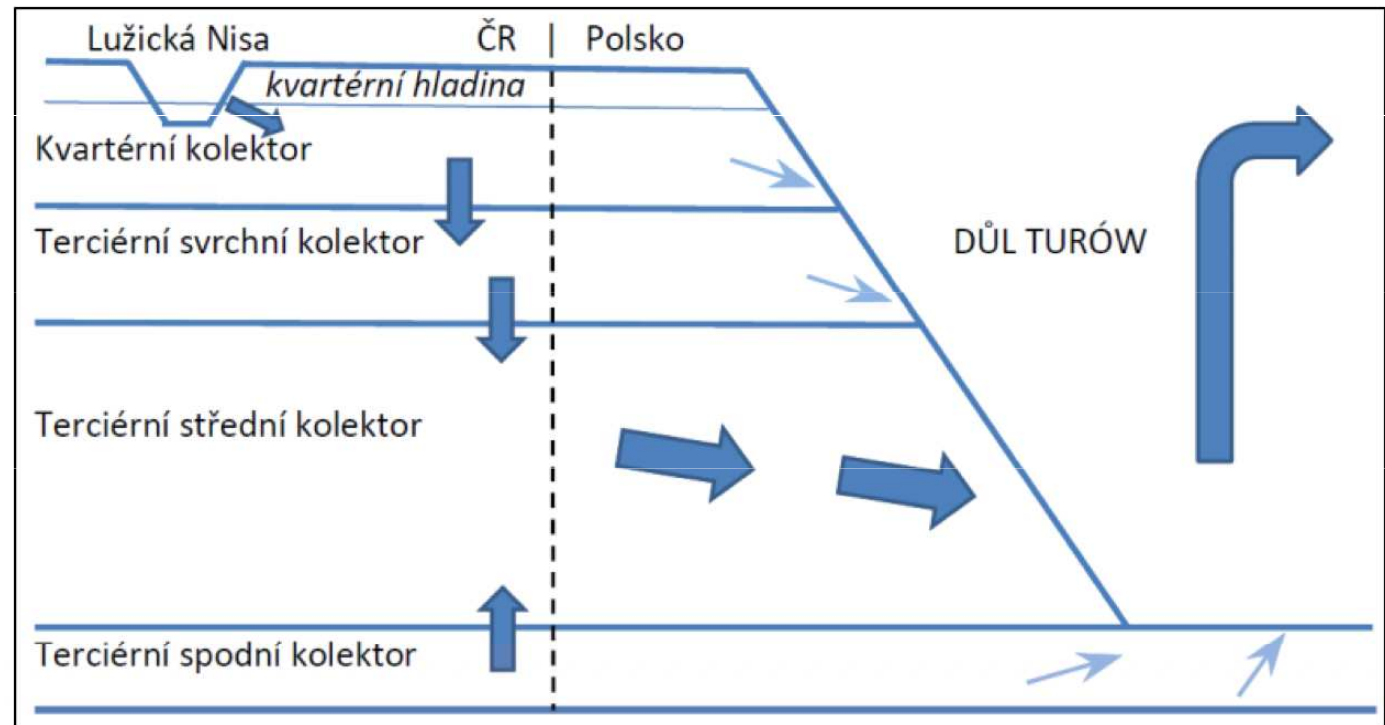 Lužická Nisa
ČR | Polsko
kvartérní hladina
Kvartérní kolektor
Terciérní svrchní kolektor
DŮL TURÓW
Terciérní střední kolektor
Terciérní spodní kolektor